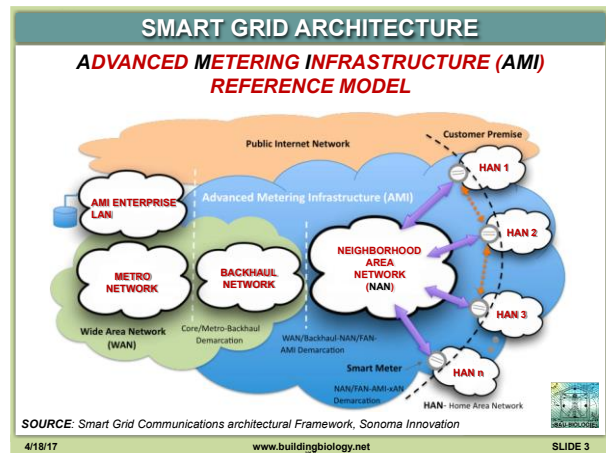 SMART GRID ARCHITECTURE
ADVANCED METERING INFRASTRUCTURE (AMI)
REFERENCE MODEL
Public Internet Network
Customer Premise
HAN 1
AMI ENTERPRISE
LAN
Advanced Metering Infrastructure (AMI)
HAN 2
METRO
NETWORK
BACKHAUL
NETWORK
NEIGHBORHOOD
AREA
NETWORK
(NAN)
HAN 3
Wide Area Network
(WAN)
Core/Metro-Backhaul
Demarcation
WAN/Backhaul-NAN/FAN-
AMI Demarcation
Smart Meter
HAN n
NAN/FAN-AMI-xAN
Demarcation
HAN- Home Area Network
BAU-BIOLOGIE
SOURCE: Smart Grid Communications architectural Framework, Sonoma Innovation
4/18/17
www.buildingbiology.net
SLIDE 3